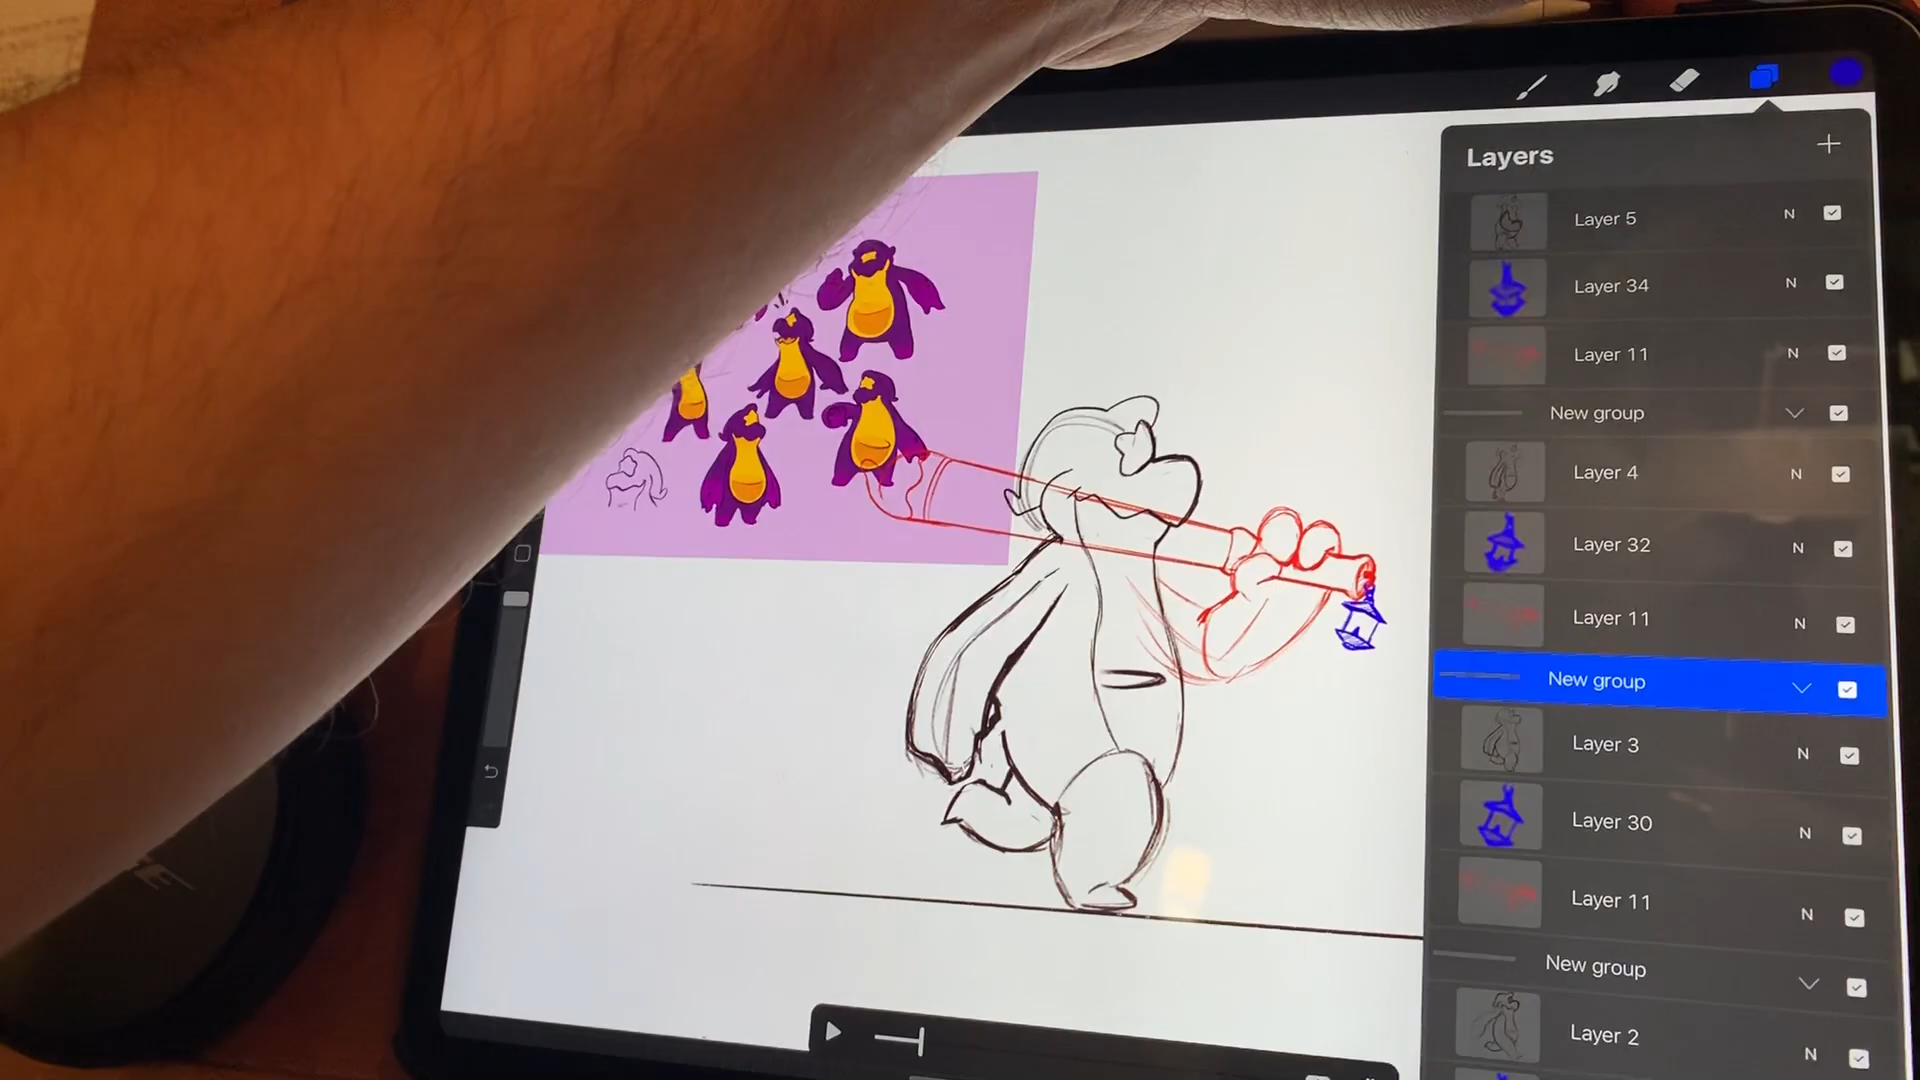 Layers
Layer 5 N
Layer 34 N
Layer 11 N
New group
Layer 4 N
Layer 32 N
Layer 11 N
New group
Layer 3 N
Layer 30 N
Layer 11 N
New group
Layer 2 N